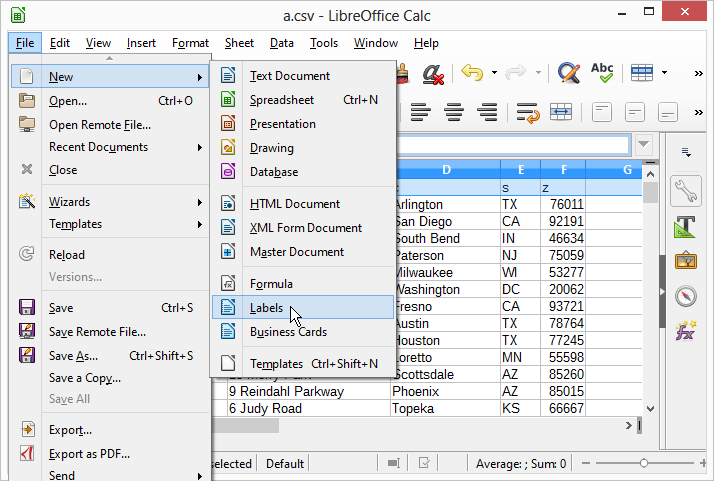 a.csv - LibreOffice Calc
File Edit View Insert Format Sheet Data Tools Window Help
New
Open... Ctrl+O
Open Remote File...
Recent Documents
Close
Wizards
Templates
Reload
Versions...
Save Ctrl+S
Save Remote File...
Save As... Ctrl+Shift+S
Save a Copy...
Save All
Export...
Export as PDF...
Send
Text Document
Spreadsheet Ctrl+N
Presentation
Drawing
Database
HTML Document
XML Form Document
Master Document
Formula
Labels
Business Cards
Templates Ctrl+Shift+N
Abc
D E F G
s z
Arlington TX 76011
San Diego CA 92191
South Bend IN 46634
Paterson NJ 75059
Milwaukee WI 53277
Washington DC 20062
Fresno CA 93721
Austin TX 78764
Houston TX 77245
Loretto MN 55598
Scottsdale AZ 85260
9 Reindahl Parkway Phoenix AZ 85015
6 Judy Road Topeka KS 66667
selected Default Average: ; Sum: 0